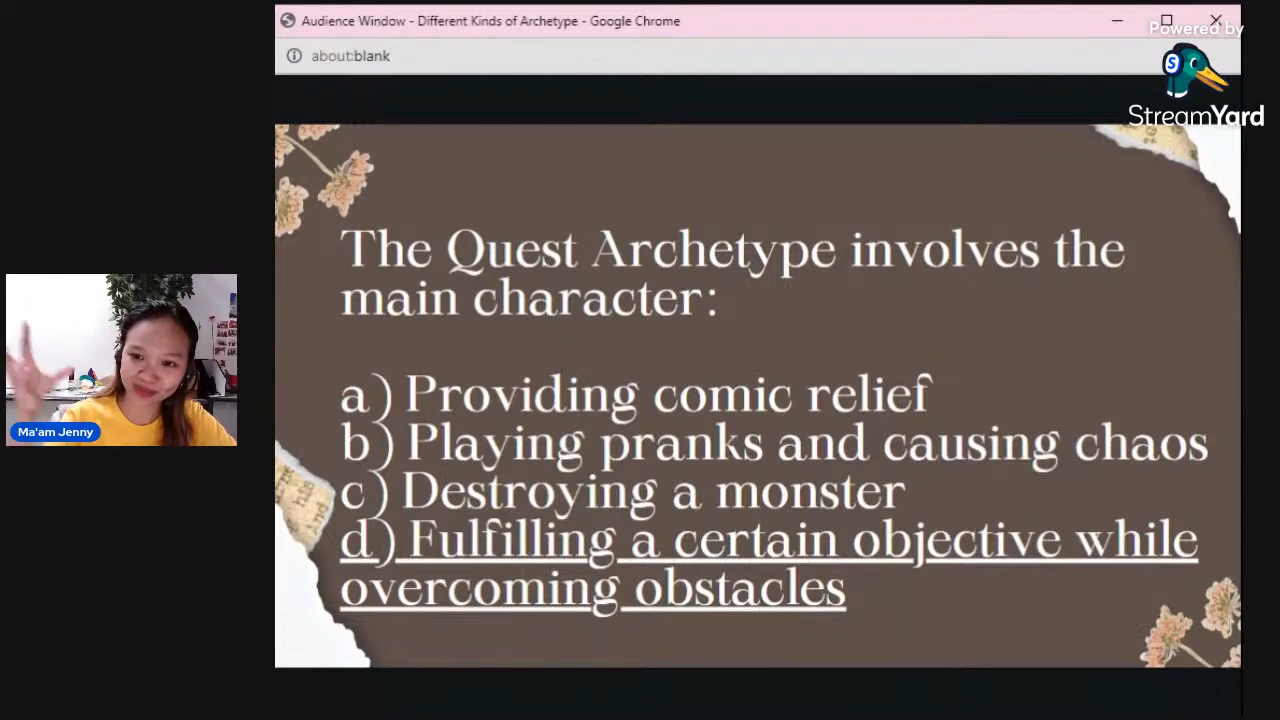 Audience Window - Different Kinds of Archetype - Google Chrome
about:blank
Powered by
StreamYard
The Quest Archetype involves the
main character:
a) Providing comic relief
b) Playing pranks and causing chaos
c) Destroying a monster
d) Fulfilling a certain objective while
overcoming obstacles
Ma'am Jenny